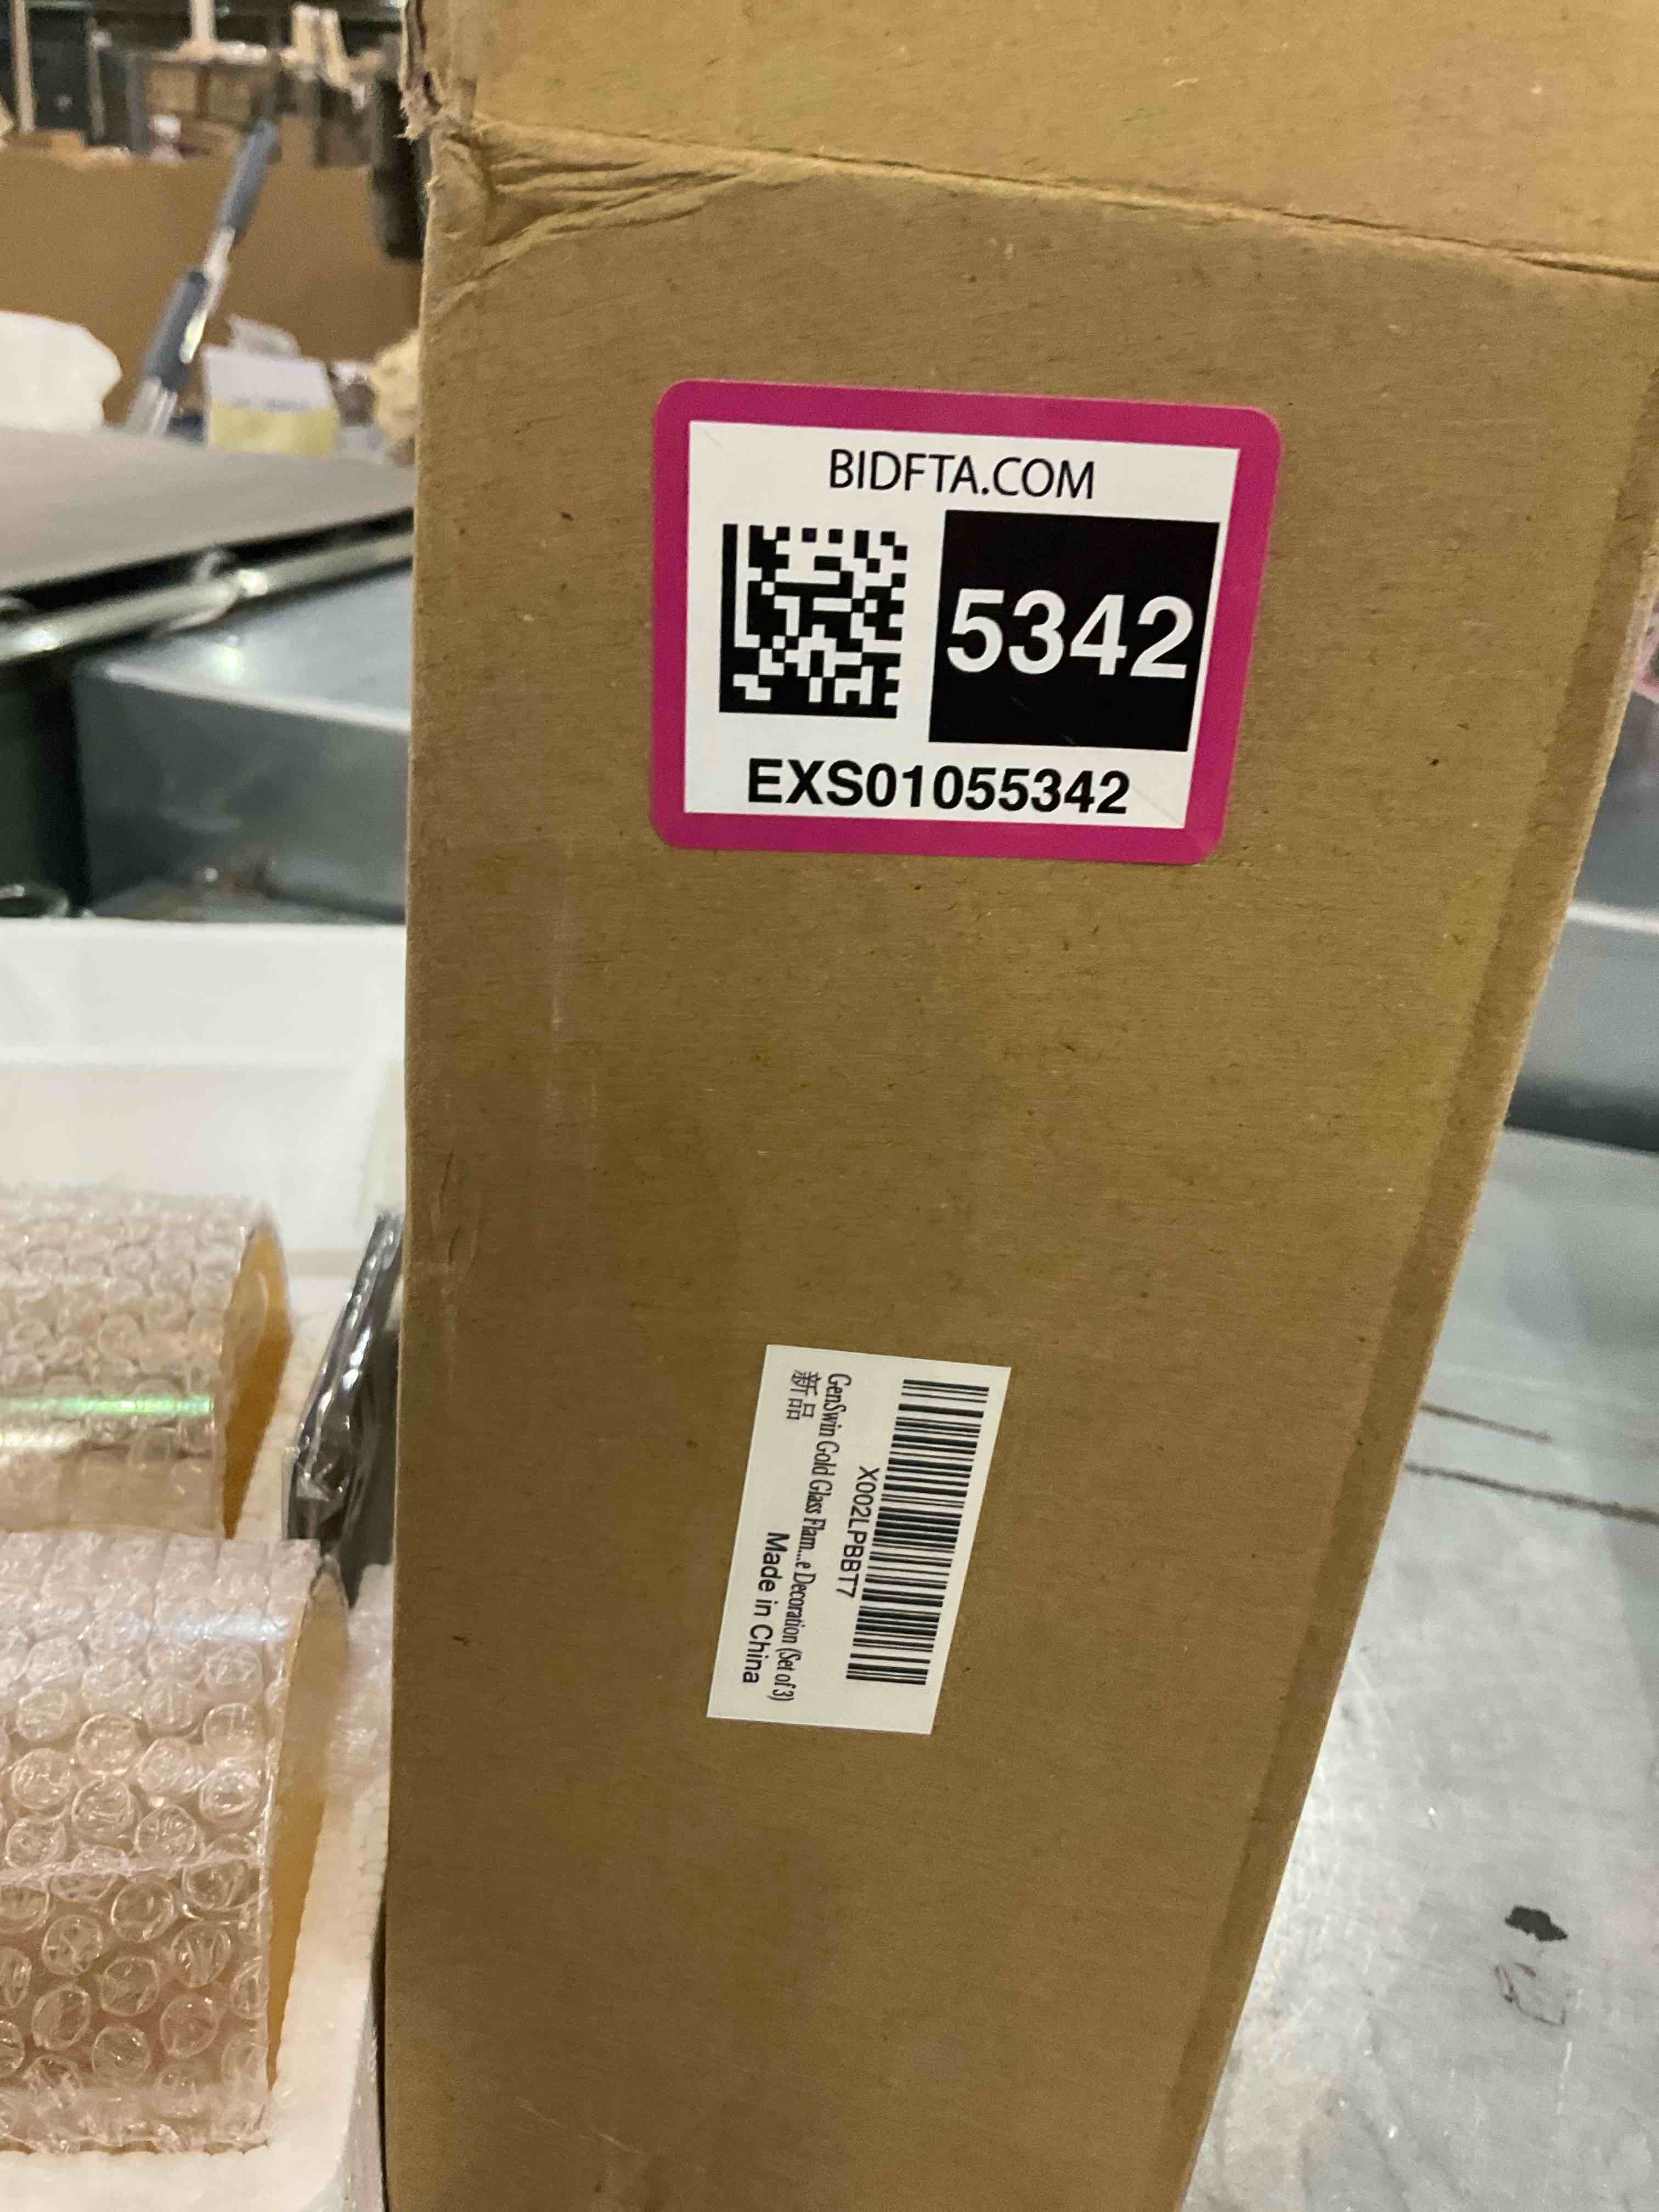 BIDFTA.COM
5342
EXS01055342
X002LPBBT7
GenSwin Gold Glass Flam...e Decoration (Set of 3)
新品
Made in China